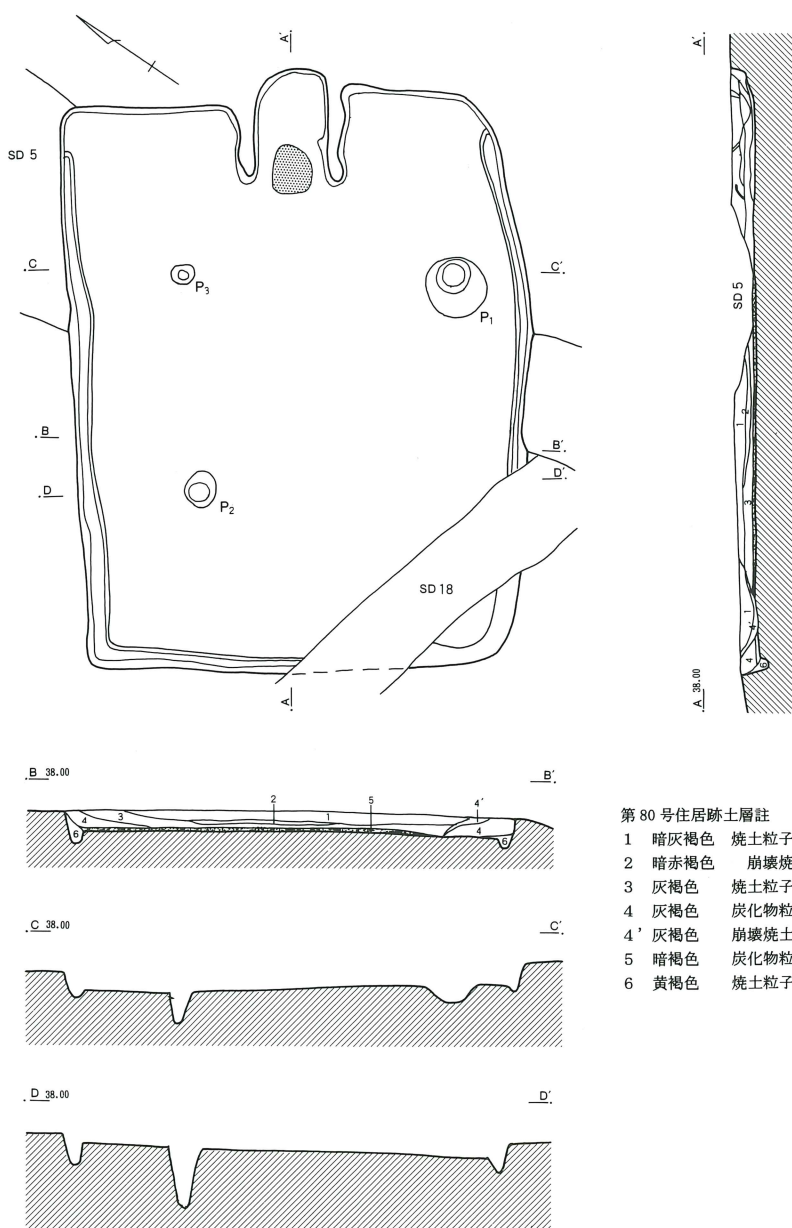 A'
A'
SD 5
C
C'
P₃
P₁
SD 5
1
2
B
B'
D
D'
P₂
3
SD 18
1
4'
4
6
A
A 38.00
B 38.00
B'
2
5
4'
4
3
1
4
6
6
第80号住居跡土層註
1 暗灰褐色 焼土粒子
2 暗赤褐色 崩壊焼
3 灰褐色 焼土粒子
4 灰褐色 炭化物粒
4' 灰褐色 崩壊焼土
5 暗褐色 炭化物粒
6 黄褐色 焼土粒子
C 38.00
C'
D 38.00
D'